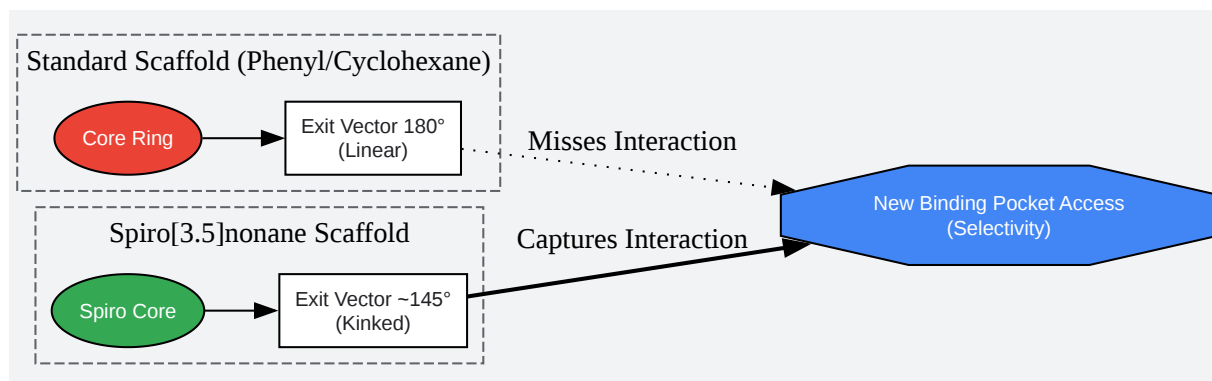 Standard Scaffold (Phenyl/Cyclohexane)
Core Ring
Exit Vector 180°
(Linear)
Misses Interaction
New Binding Pocket Access
(Selectivity)
Spiro[3.5]nonane Scaffold
Captures Interaction
Spiro Core
Exit Vector ~145°
(Kinked)